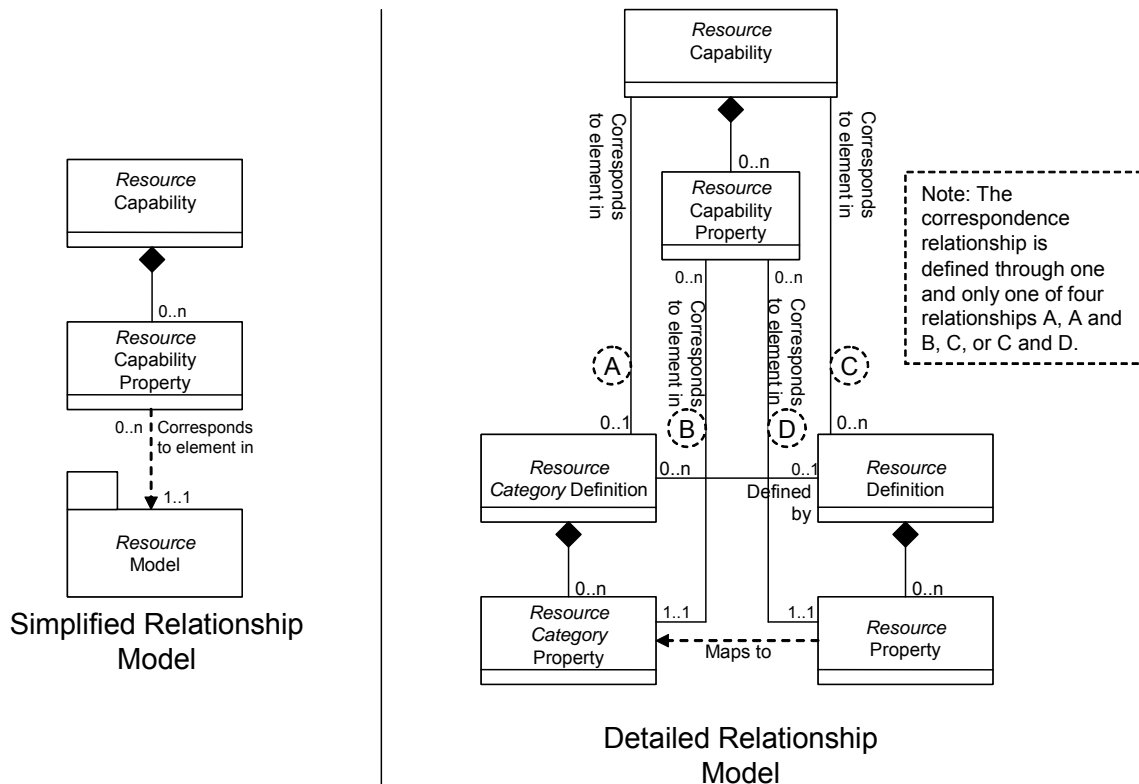 Resource
Capability
0..n
Resource
Capability
Property
0..n
Corresponds
to element in
1..1
Resource
Model
Simplified Relationship
Model
Resource
Capability
Corresponds
to element in
Corresponds
to element in
0..n
Resource
Capability
Property
0..n
0..n
Corresponds
to element in
Corresponds
to element in
A
B
D
C
0..1
0..n
Resource
Category Definition
0..n
0..1
Defined
by
Resource
Definition
0..n
0..n
Resource
Category
Property
1..1
1..1
Maps to
Resource
Property
Detailed Relationship
Model
Note: The
correspondence
relationship is
defined through one
and only one of four
relationships A, A and
B, C, or C and D.